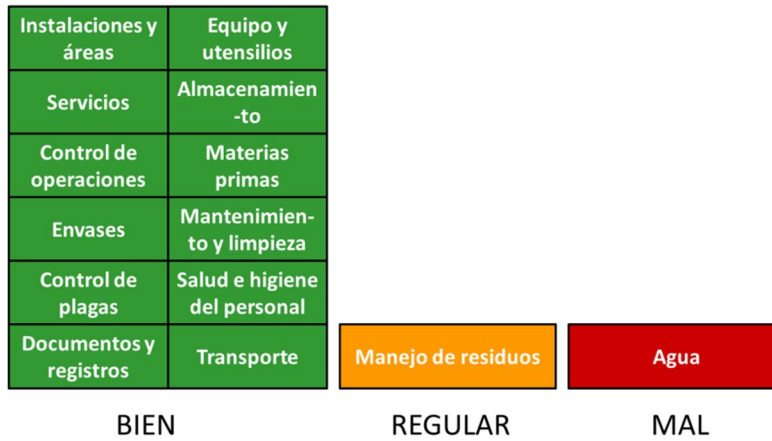 Instalaciones y
áreas
Equipo y
utensilios
Servicios
Almacenamien
-to
Control de
operaciones
Materias
primas
Envases
Mantenimien-
to y limpieza
Control de
plagas
Salud e higiene
del personal
Documentos y
registros
Transporte
Manejo de residuos
Agua
BIEN
REGULAR
MAL